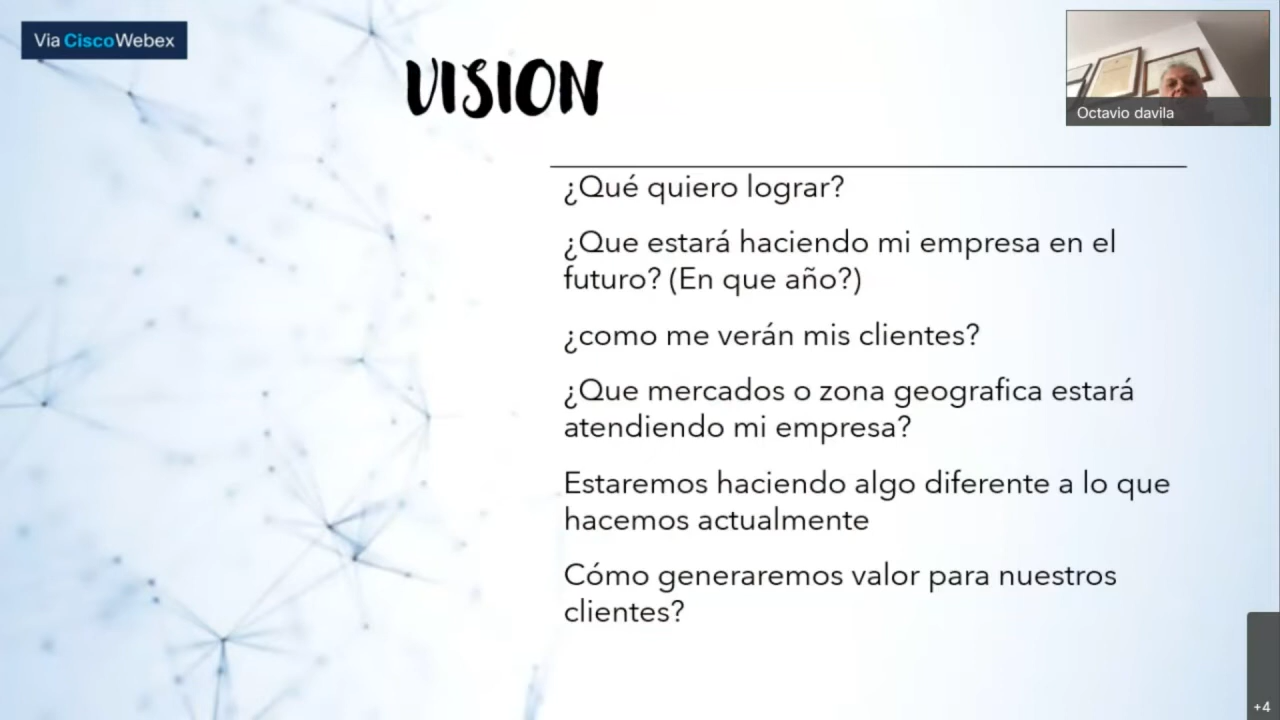 Via CiscoWebex
VISION
Octavio davila
¿Qué quiero lograr?
¿Que estará haciendo mi empresa en el
futuro? (En que año?)
¿como me verán mis clientes?
¿Que mercados o zona geografica estará
atendiendo mi empresa?
Estaremos haciendo algo diferente a lo que
hacemos actualmente
Cómo generaremos valor para nuestros
clientes?
+4